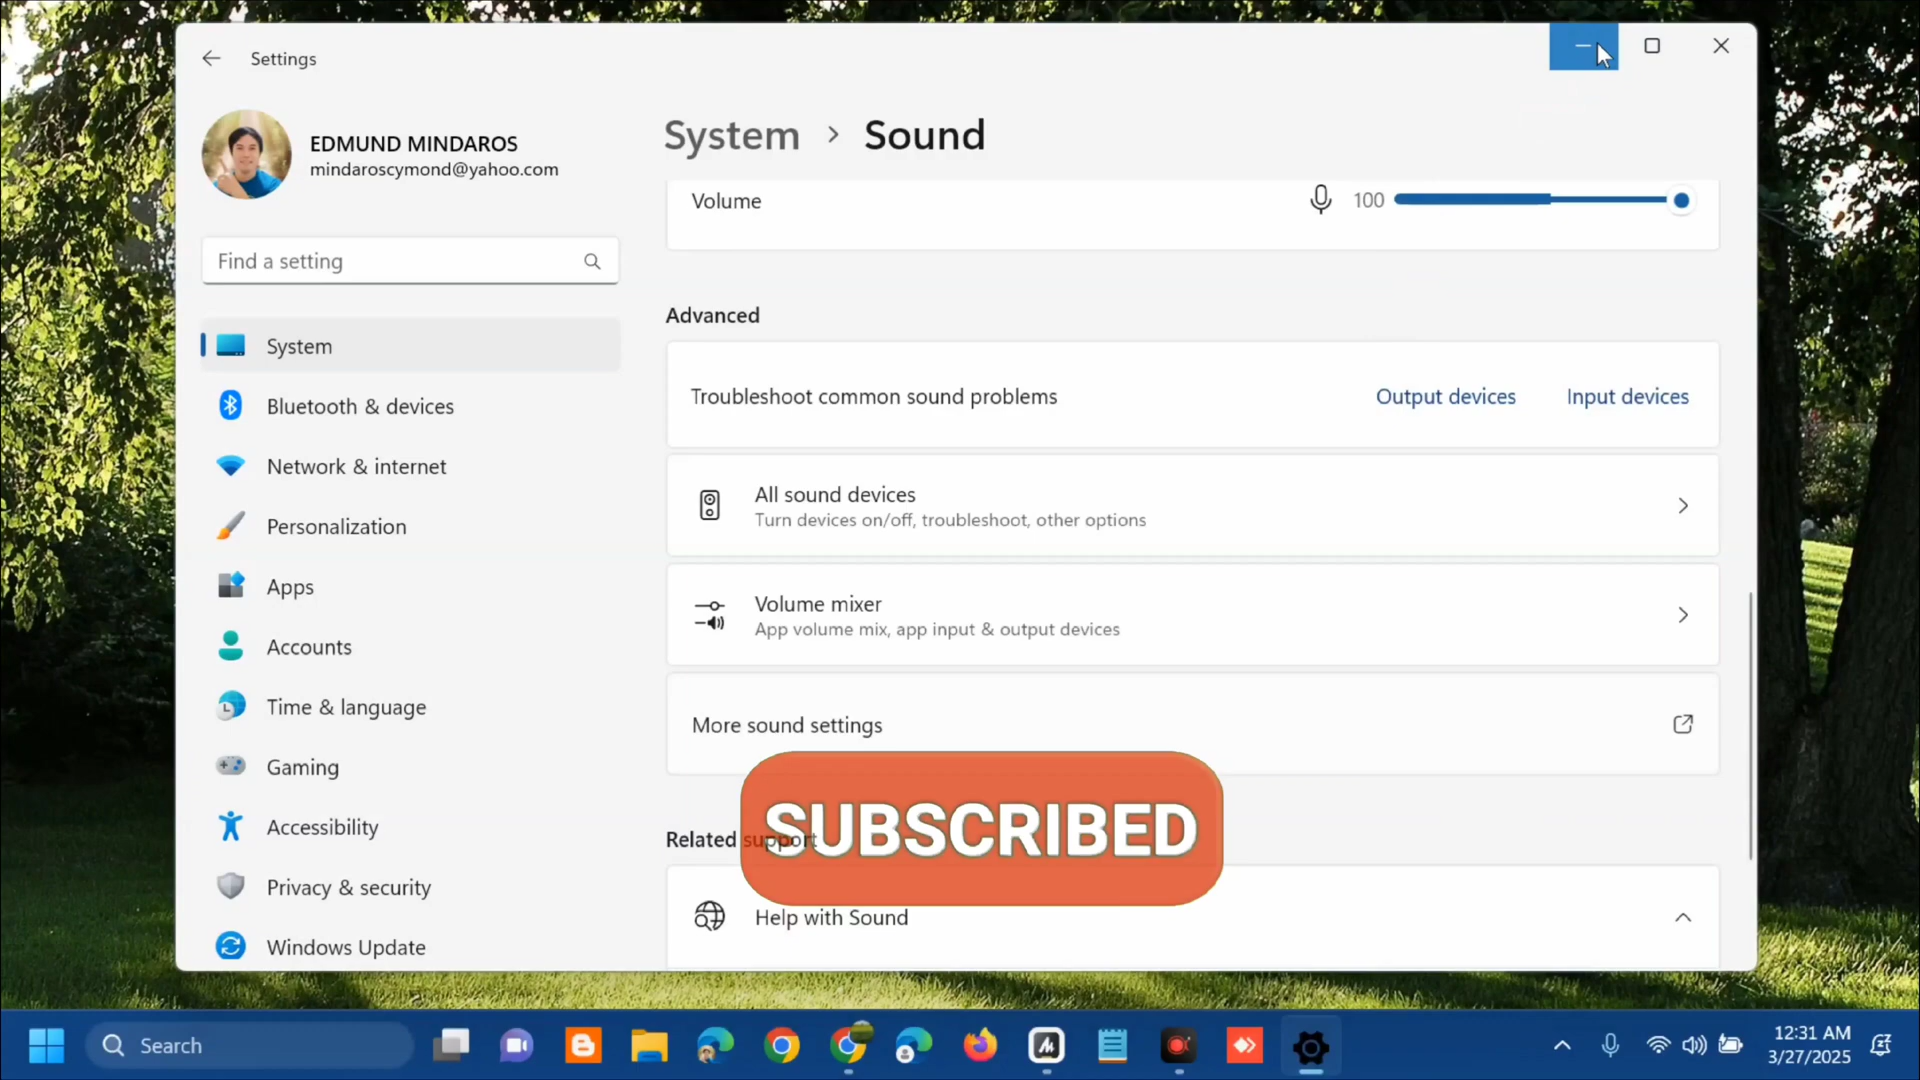 Settings
EDMUND MINDAROS
mindaroscymond@yahoo.com
Find a setting
System
Bluetooth & devices
Network & internet
Personalization
Apps
Accounts
Time & language
Gaming
Accessibility
Privacy & security
Windows Update
System > Sound
Volume 100
Advanced
Troubleshoot common sound problems Output devices Input devices
All sound devices
Turn devices on/off, troubleshoot, other options
Volume mixer
App volume mix, app input & output devices
More sound settings
Related support
SUBSCRIBED
Help with Sound
Search
12:31 AM
3/27/2025